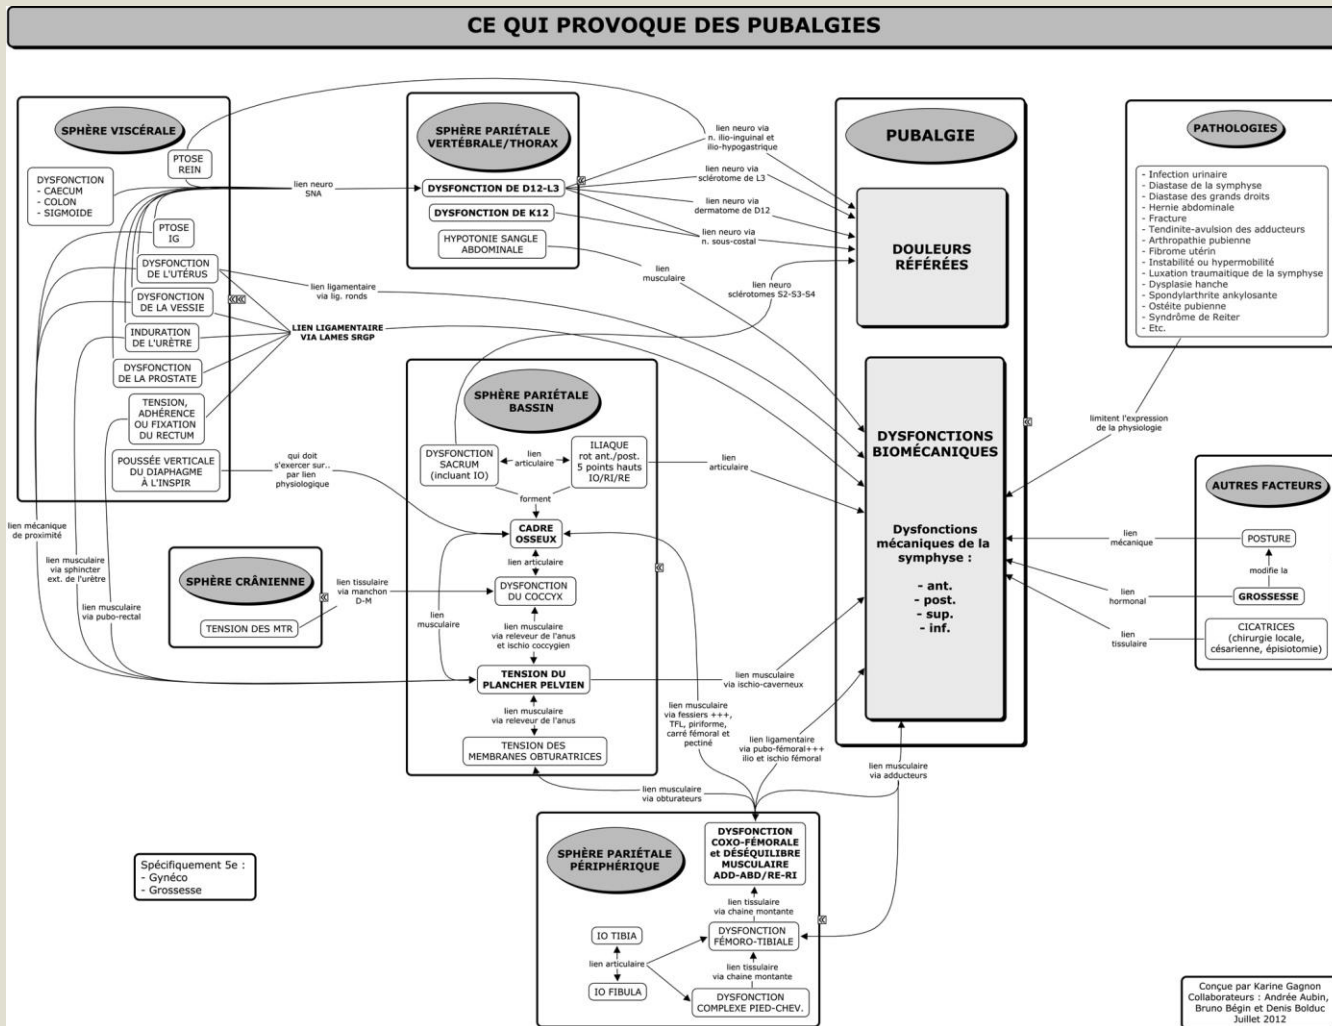 CE QUI PROVOQUE DES PUBALGIES
SPHÈRE VISCÉRALE
PTOSE
REIN
DYSFONCTION
- CAECUM
- COLON
- SIGMOIDE
PTOSE
IG
DYSFONCTION
DE L'UTÉRUS
DYSFONCTION
DE LA VESSIE
INDURATION
DE L'URÈTRE
DYSFONCTION
DE LA PROSTATE
TENSION,
ADHÉRENCE
OU FIXATION
DU RECTUM
POUSSÉE VERTICALE
DU DIAPHAGME
À L'INSPIR
lien neuro
SNA
lien ligamentaire
via lig. ronds
LIEN LIGAMENTAIRE
VIA LAMES SRGP
qui doit
s'exercer sur..
par lien
physiologique
lien mécanique
de proximité
lien musculaire
via sphincter
ext. de l'urètre
lien musculaire
via pubo-rectal
SPHÈRE PARIÉTALE
VERTÉBRALE/THORAX
DYSFONCTION DE D12-L3
DYSFONCTION DE K12
HYPOTONIE SANGLE
ABDOMINALE
lien neuro via
n. ilio-inguinal et
ilio-hypogastrique
lien neuro via
sclérotome de L3
lien neuro via
dermatome de D12
lien neuro via
n. sous-costal
lien
musculaire
lien neuro
sclérotomes S2-S3-S4
PUBALGIE
DOULEURS
RÉFÉRÉES
DYSFONCTIONS
BIOMÉCANIQUES
Dysfonctions
mécaniques de la
symphyse :
- ant.
- post.
- sup.
- inf.
PATHOLOGIES
- Infection urinaire
- Diastase de la symphyse
- Diastase des grands droits
- Hernie abdominale
- Fracture
- Tendinite-avulsion des adducteurs
- Arthropathie pubienne
- Fibrome utérin
- Instabilité ou hypermobilité
- Luxation traumaitique de la symphyse
- Dysplasie hanche
- Spondylarthrite ankylosante
- Ostéite pubienne
- Syndrôme de Reiter
- Etc.
limitent l'expression
de la physiologie
AUTRES FACTEURS
POSTURE
modifie la
GROSSESSE
CICATRICES
(chirurgie locale,
césarienne, épisiotomie)
lien
mécanique
lien
hormonal
lien
tissulaire
SPHÈRE PARIÉTALE
BASSIN
DYSFONCTION
SACRUM
(incluant IO)
lien
articulaire
ILIAQUE
rot ant./post.
5 points hauts
IO/RI/RE
lien
articulaire
forment
CADRE
OSSEUX
lien articulaire
DYSFONCTION
DU COCCYX
lien
musculaire
lien musculaire
via releveur de l'anus
et ischio coccygien
TENSION DU
PLANCHER PELVIEN
lien musculaire
via releveur de l'anus
TENSION DES
MEMBRANES OBTURATRICES
SPHÈRE CRÂNIENNE
TENSION DES MTR
lien tissulaire
via manchon
D-M
lien musculaire
via ischio-caverneux
lien musculaire
via fessiers +++,
TFL, piriforme,
carré fémoral et
pectiné
lien ligamentaire
via pubo-fémoral+++
ilio et ischio fémoral
lien musculaire
via adducteurs
lien musculaire
via obturateurs
SPHÈRE PARIÉTALE
PÉRIPHÉRIQUE
DYSFONCTION
COXO-FÉMORALE
et DÉSÉQUILIBRE
MUSCULAIRE
ADD-ABD/RE-RI
lien tissulaire
via chaine montante
DYSFONCTION
FÉMORO-TIBIALE
lien tissulaire
via chaine montante
DYSFONCTION
COMPLEXE PIED-CHEV.
IO TIBIA
lien articulaire
IO FIBULA
Spécifiquement 5e :
- Gynéco
- Grossesse
Conçue par Karine Gagnon
Collaborateurs : Andrée Aubin,
Bruno Bégin et Denis Bolduc
Juillet 2012